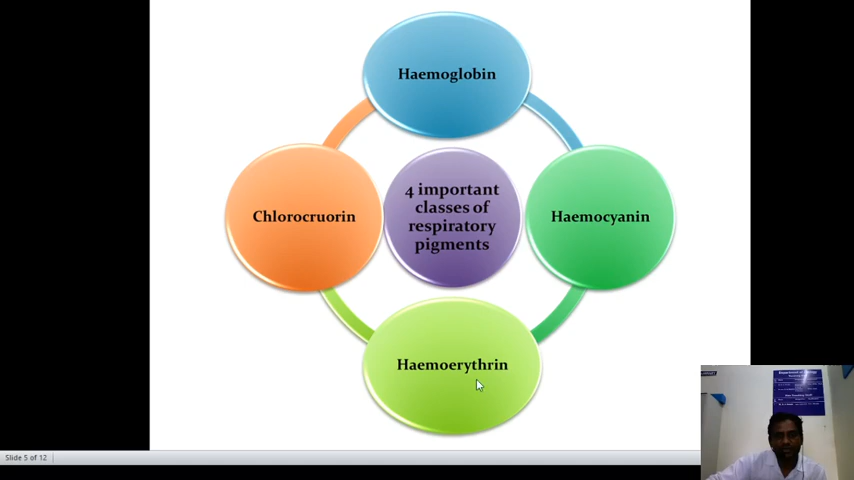 Haemoglobin
Chlorocruorin
4 important
classes of
respiratory
pigments
Haemocyanin
Haemoerythrin
Slide 5 of 12